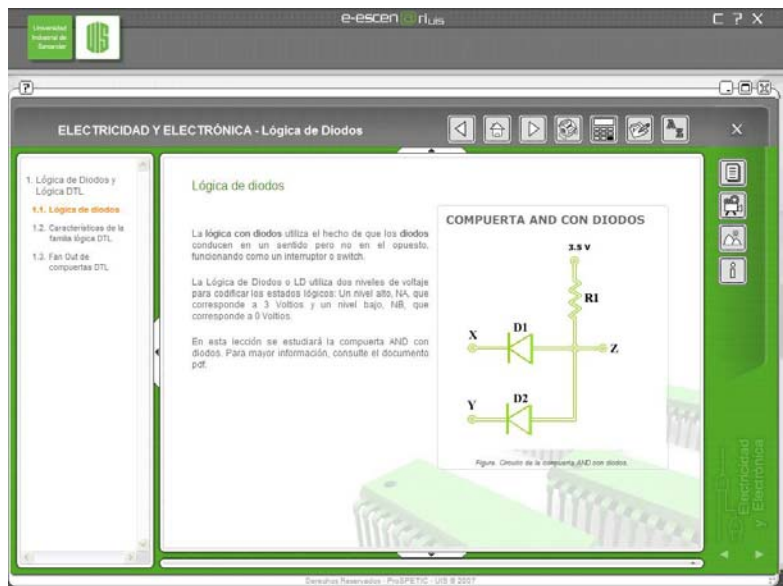 Universidad
Industrial de
Santander
UIS
e-escen@ri uis
? X
?
ELECTRICIDAD Y ELECTRÓNICA - Lógica de Diodos
A
Z
X
1. Lógica de Diodos y
Lógica DTL
1.1. Lógica de diodos
1.2. Características de la
familia lógica DTL
1.3. Fan Out de
compuertas DTL
Lógica de diodos
La lógica con diodos utiliza el hecho de que los diodos
conducen en un sentido pero no en el opuesto,
funcionando como un interruptor o switch.
La Lógica de Diodos o LD utiliza dos niveles de voltaje
para codificar los estados lógicos: Un nivel alto, NA, que
corresponde a 3 Voltios y un nivel bajo, NB, que
corresponde a 0 Voltios.
En esta lección se estudiará la compuerta AND con
diodos. Para mayor información, consulte el documento
pdf.
COMPUERTA AND CON DIODOS
3.5 V
R1
X
D1
Z
Y
D2
Figura. Circuito de la compuerta AND con diodos.
Electricidad
y Electrónica
Derechos Reservados - ProSPETIC - UIS © 2007